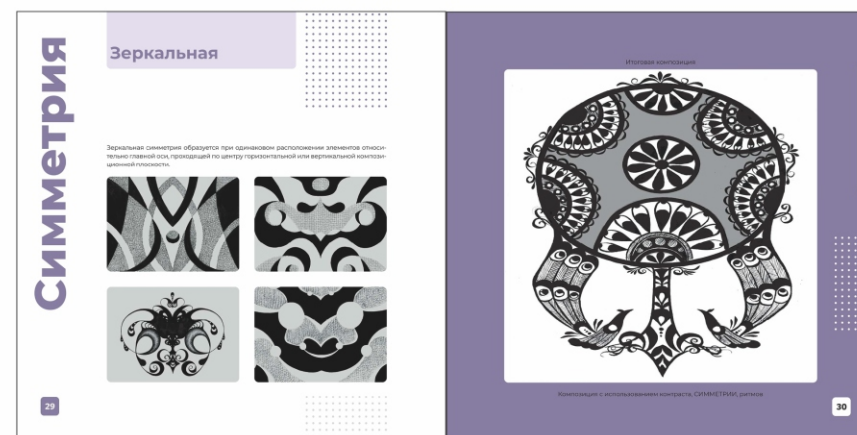 Симметрия
Зеркальная
Зеркальная симметрия образуется при одинаковом расположении элементов относи-
тельно главной оси, проходящей по центру горизонтальной или вертикальной компози-
ционной плоскости.
29
Итоговая композиция
Композиция с использованием контраста, СИММЕТРИИ, ритмов
30